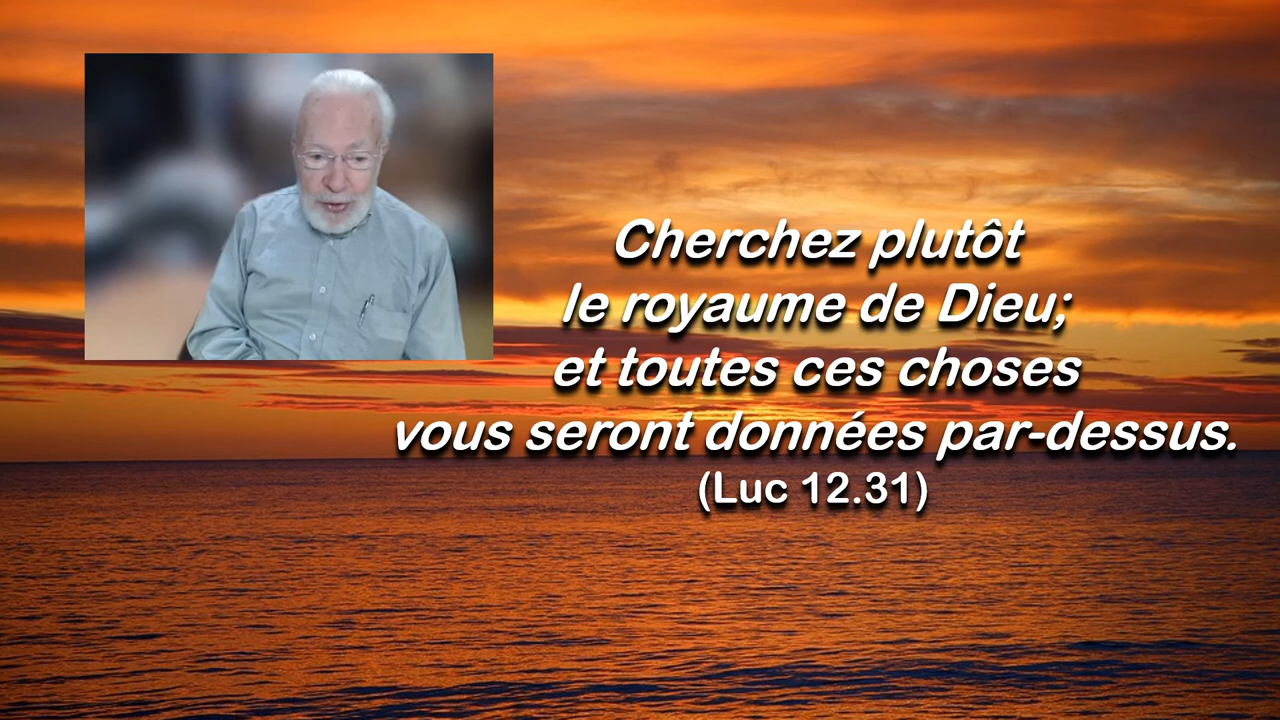 Cherchez plutôt
le royaume de Dieu;
et toutes ces choses
vous seront données par-dessus.
(Luc 12.31)